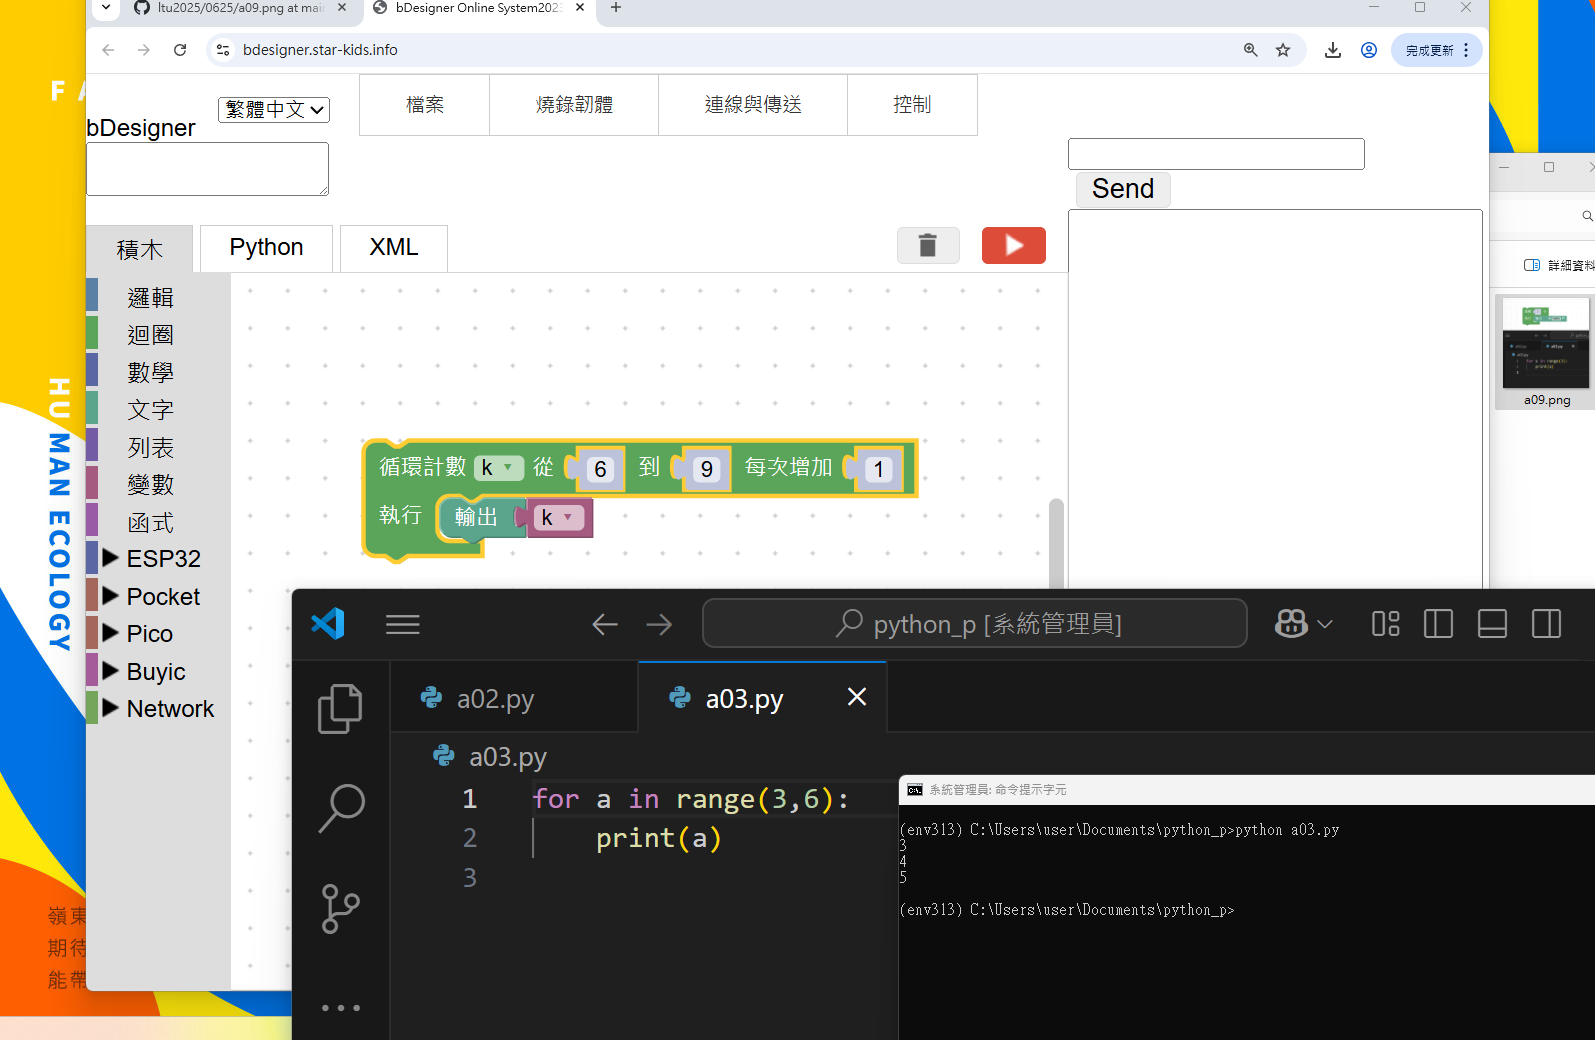 ltu2025/0625/a09.png at mai
bDesigner Online System202
bdesigner.star-kids.info
完成更新
FA
HUMAN ECOLOGY
嶺東
期待
能帶
bDesigner
繁體中文
檔案
燒錄韌體
連線與傳送
控制
Send
積木
Python
XML
邏輯
迴圈
數學
文字
列表
變數
函式
ESP32
Pocket
Pico
Buyic
Network
循環計數 k 從 6 到 9 每次增加 1
執行 輸出 k
詳細資料
a09.png
python_p [系統管理員]
a02.py
a03.py
a03.py
1 for a in range(3,6):
2 print(a)
3
系統管理員: 命令提示字元
(env313) C:\Users\user\Documents\python_p>python a03.py
3
4
5
(env313) C:\Users\user\Documents\python_p>